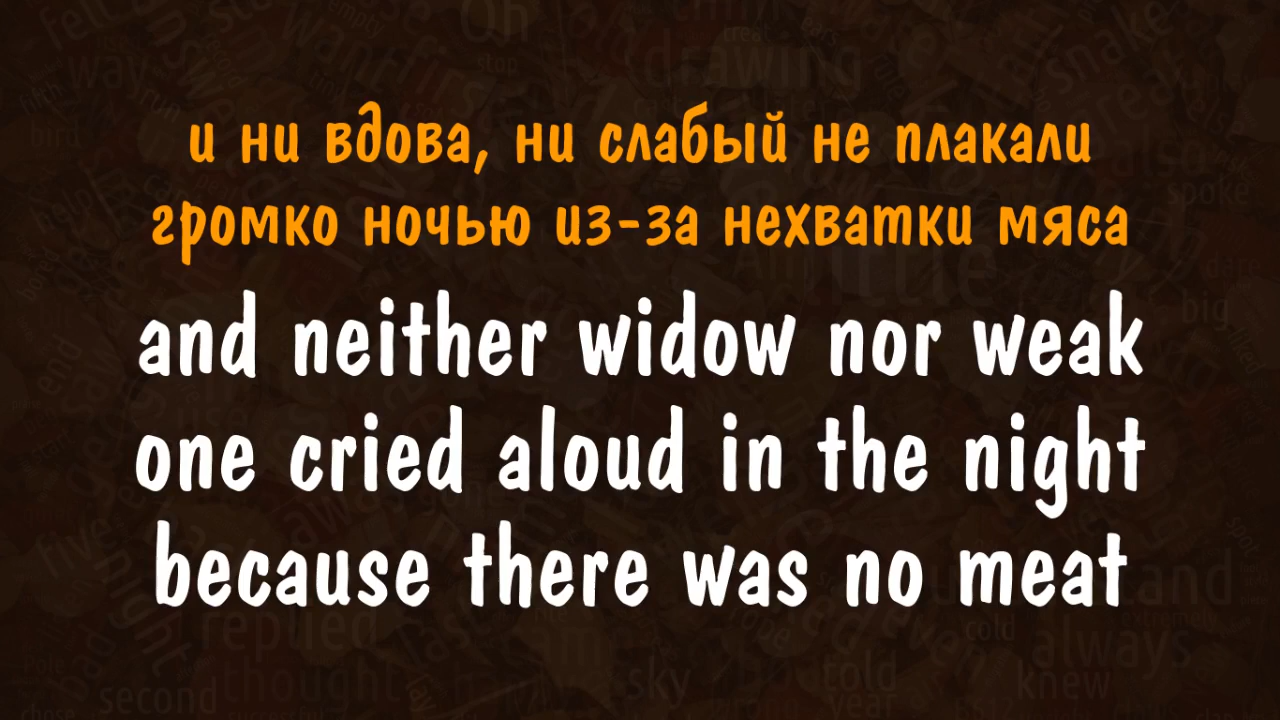 и ни вдова, ни слабый не плакали
громко ночью из-за нехватки мяса
and neither widow nor weak
one cried aloud in the night
because there was no meat